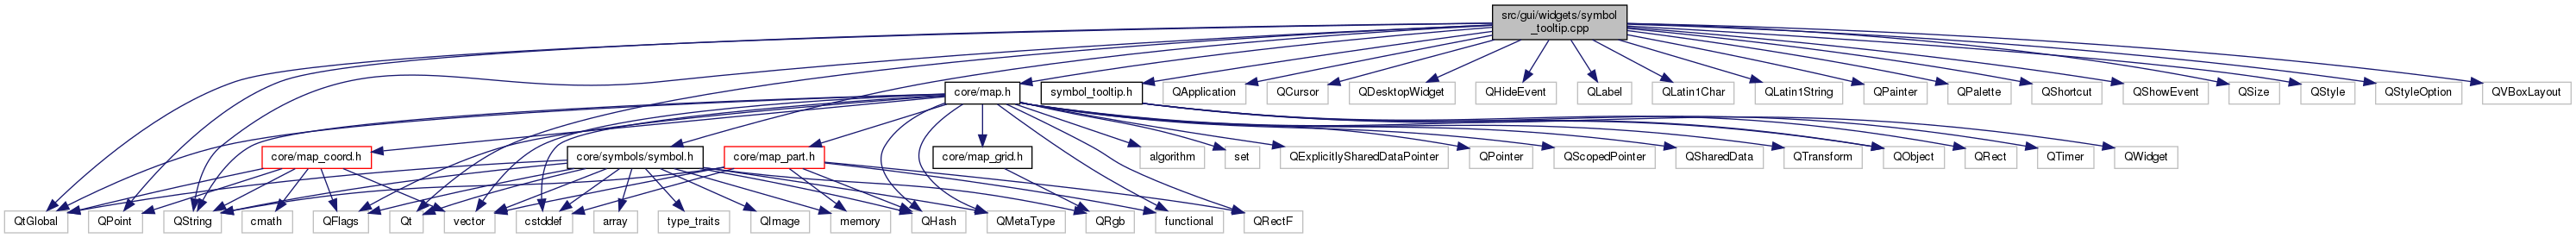 src/gui/widgets/symbol
_tooltip.cpp
core/map.h
symbol_tooltip.h
QApplication
QCursor
QDesktopWidget
QHideEvent
QLabel
QLatin1Char
QLatin1String
QPainter
QPalette
QShortcut
QShowEvent
QSize
QStyle
QStyleOption
QVBoxLayout
core/map_coord.h
core/symbols/symbol.h
core/map_part.h
core/map_grid.h
algorithm
set
QExplicitlySharedDataPointer
QPointer
QScopedPointer
QSharedData
QTransform
QObject
QRect
QTimer
QWidget
QtGlobal
QPoint
QString
cmath
QFlags
Qt
vector
cstddef
array
type_traits
QImage
memory
QHash
QMetaType
QRgb
functional
QRectF